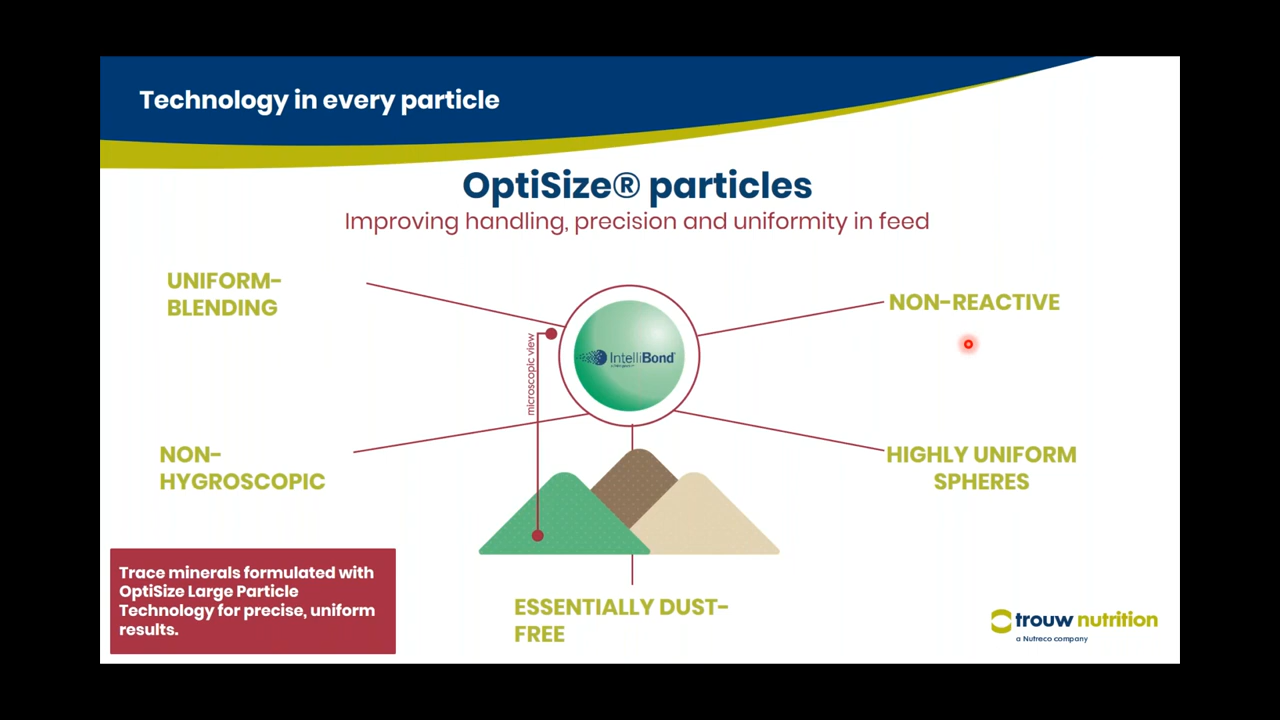 Technology in every particle
OptiSize® particles
Improving handling, precision and uniformity in feed
UNIFORM-
BLENDING
NON-REACTIVE
microscopic view
IntelliBond
NON-
HYGROSCOPIC
HIGHLY UNIFORM
SPHERES
Trace minerals formulated with
OptiSize Large Particle
Technology for precise, uniform
results.
ESSENTIALLY DUST-
FREE
trouw nutrition
a Nutreco company